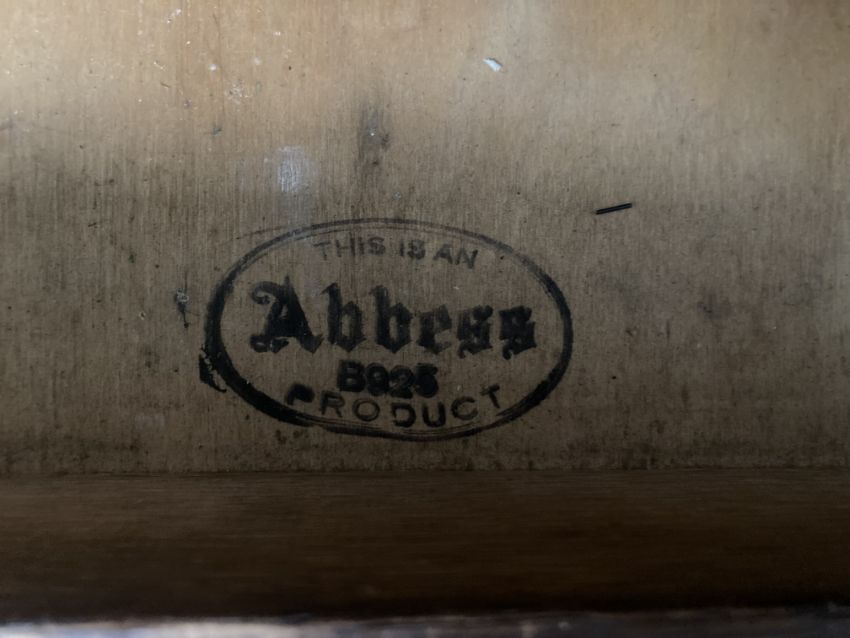 THIS IS AN
Abbess
B925
PRODUCT